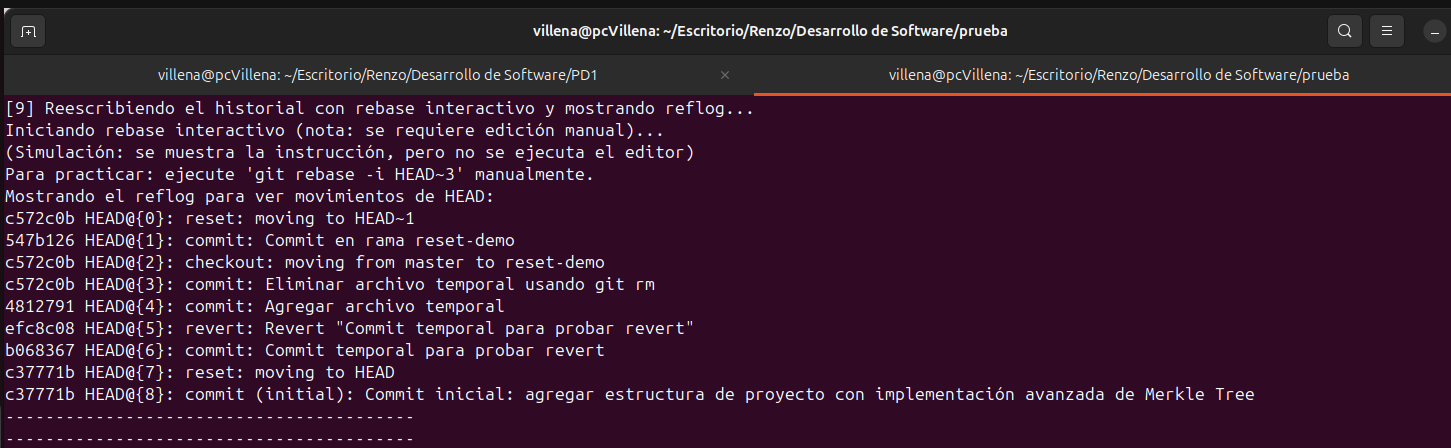 villena@pcVillena: ~/Escritorio/Renzo/Desarrollo de Software/prueba
villena@pcVillena: ~/Escritorio/Renzo/Desarrollo de Software/PD1
villena@pcVillena: ~/Escritorio/Renzo/Desarrollo de Software/prueba
[9] Reescribiendo el historial con rebase interactivo y mostrando reflog...
Iniciando rebase interactivo (nota: se requiere edición manual)...
(Simulación: se muestra la instrucción, pero no se ejecuta el editor)
Para practicar: ejecute 'git rebase -i HEAD~3' manualmente.
Mostrando el reflog para ver movimientos de HEAD:
c572c0b HEAD@{0}: reset: moving to HEAD~1
547b126 HEAD@{1}: commit: Commit en rama reset-demo
c572c0b HEAD@{2}: checkout: moving from master to reset-demo
c572c0b HEAD@{3}: commit: Eliminar archivo temporal usando git rm
4812791 HEAD@{4}: commit: Agregar archivo temporal
efc8c08 HEAD@{5}: revert: Revert "Commit temporal para probar revert"
b068367 HEAD@{6}: commit: Commit temporal para probar revert
c37771b HEAD@{7}: reset: moving to HEAD
c37771b HEAD@{8}: commit (initial): Commit inicial: agregar estructura de proyecto con implementación avanzada de Merkle Tree
-----------------------------------------
-----------------------------------------